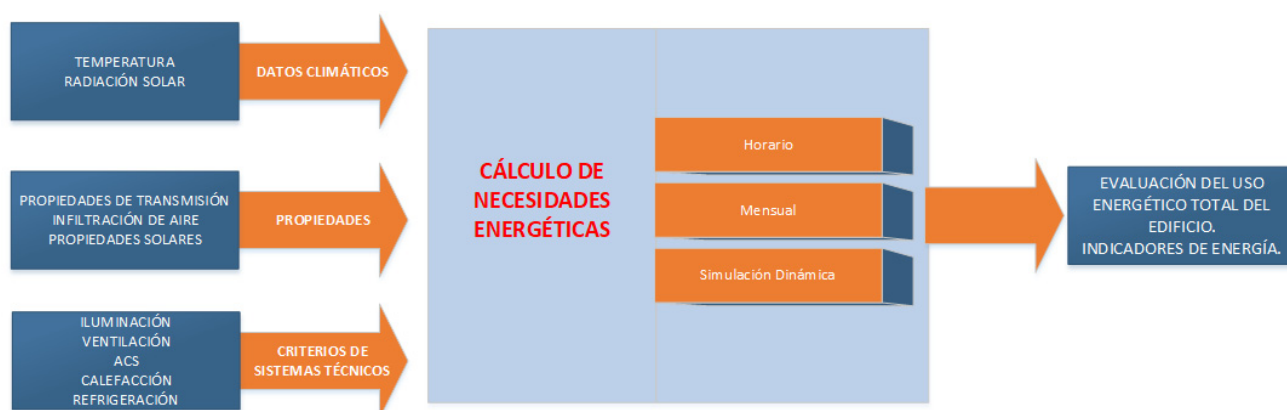 TEMPERATURA
RADIACIÓN SOLAR
DATOS CLIMÁTICOS
PROPIEDADES DE TRANSMISIÓN
INFILTRACIÓN DE AIRE
PROPIEDADES SOLARES
PROPIEDADES
ILUMINACIÓN
VENTILACIÓN
ACS
CALEFACCIÓN
REFRIGERACIÓN
CRITERIOS DE
SISTEMAS TÉCNICOS
CÁLCULO DE
NECESIDADES
ENERGÉTICAS
Horario
Mensual
Simulación Dinámica
EVALUACIÓN DEL USO
ENERGÉTICO TOTAL DEL
EDIFICIO.
INDICADORES DE ENERGÍA.